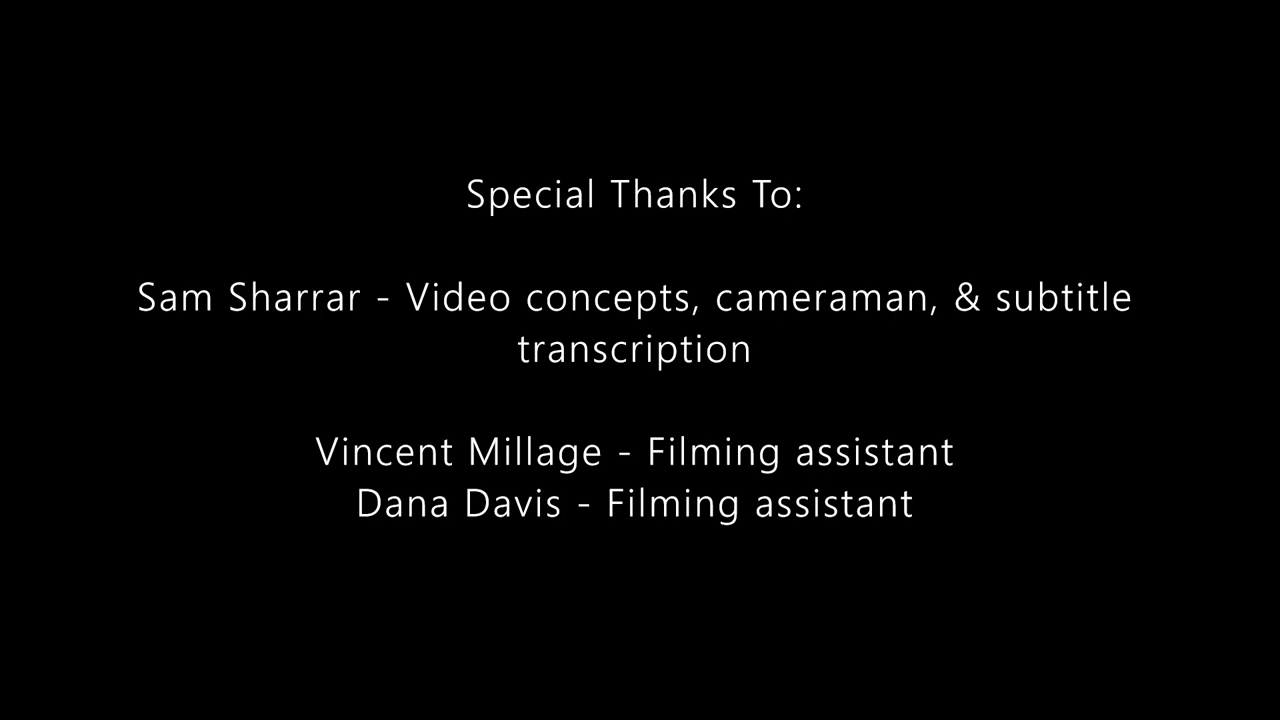 Special Thanks To:
Sam Sharrar - Video concepts, cameraman, & subtitle
transcription
Vincent Millage - Filming assistant
Dana Davis - Filming assistant